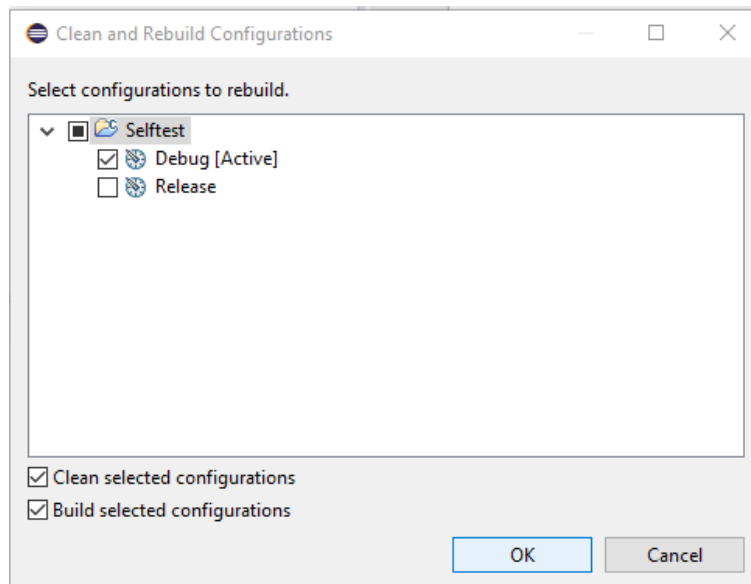 Clean and Rebuild Configurations
Select configurations to rebuild.
Selftest
Debug [Active]
Release
Clean selected configurations
Build selected configurations
OK Cancel